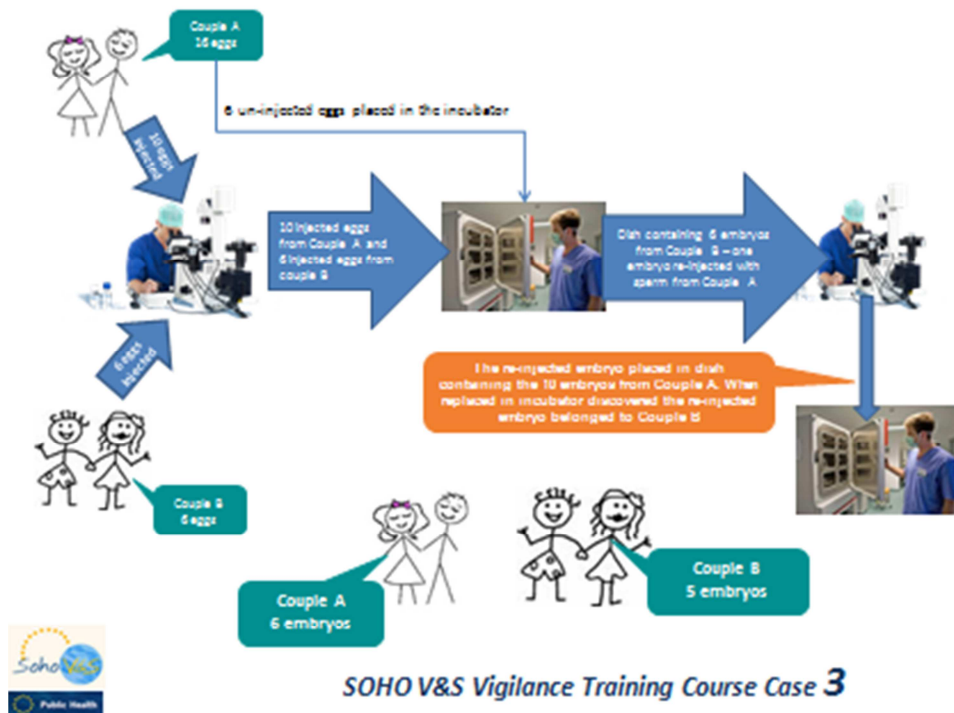 Couple A
16 eggs
6 un-injected eggs placed in the incubator
10 eggs
injected
10 injected eggs
from Couple A and
6 injected eggs from
couple B
Dish containing 6 embryos
from Couple B – one
embryo re-injected with
sperm from Couple A
6 eggs
injected
The re-injected embryo placed in dish
containing the 10 embryos from Couple A. When
replaced in incubator discovered the re-injected
embryo belonged to Couple B
Couple B
6 eggs
Couple A
6 embryos
Couple B
5 embryos
Soho V&S
Public Health
SOHO V&S Vigilance Training Course Case 3